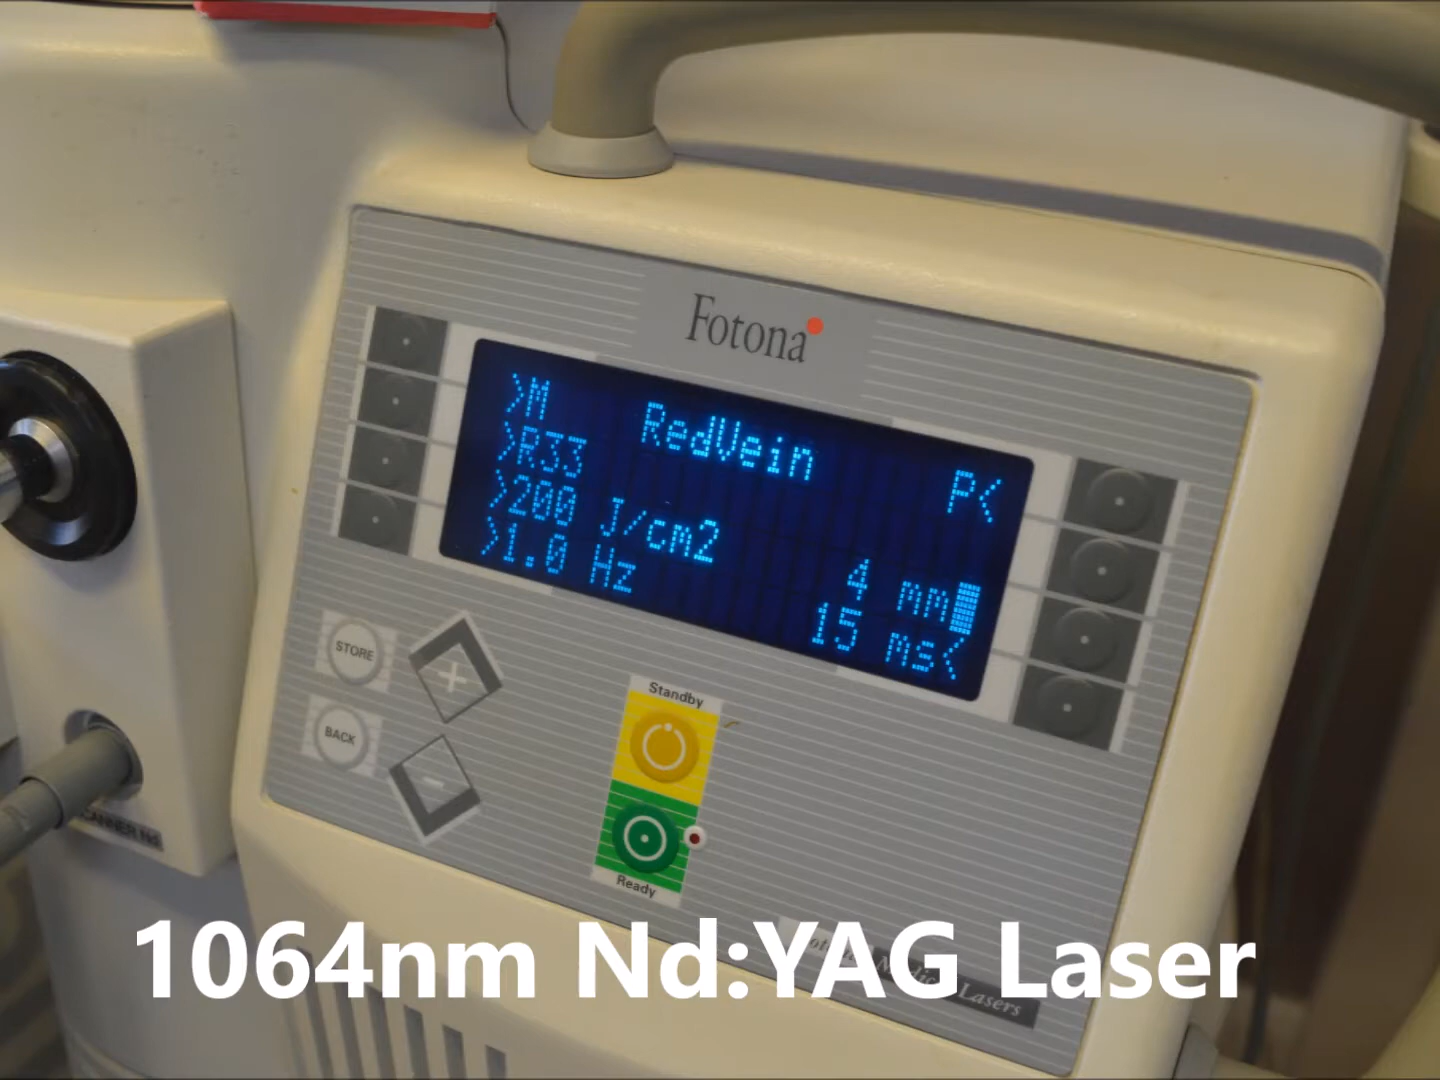 Fotona
>M RedVein P<
>R33
>200 J/cm2 4 mm
>1.0 Hz 15 ms<
STORE
BACK
Standby
Ready
1064nm Nd:YAG Laser
Lasers